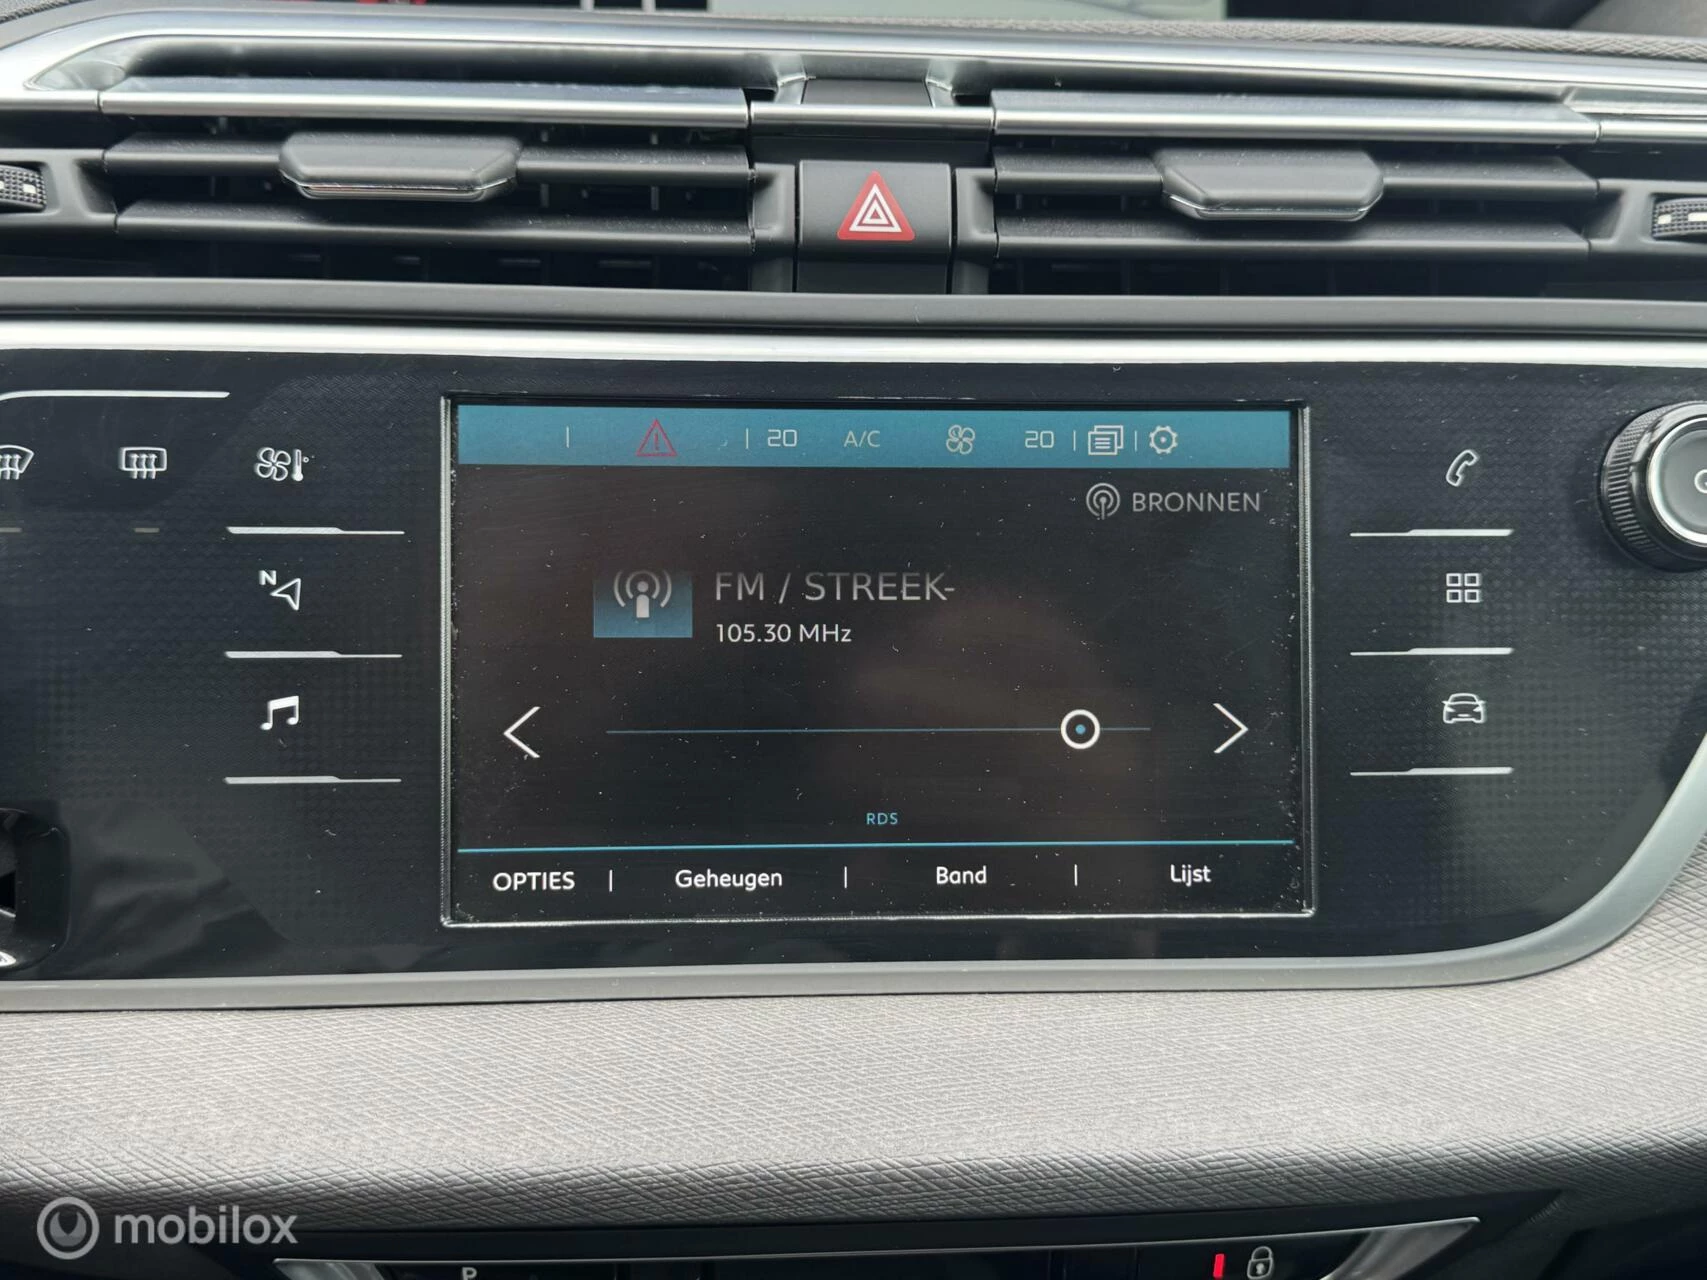 20 A/C 20
BRONNEN
FM / STREEK-
105.30 MHz
N
RDS
OPTIES | Geheugen | Band | Lijst
P
mobilox